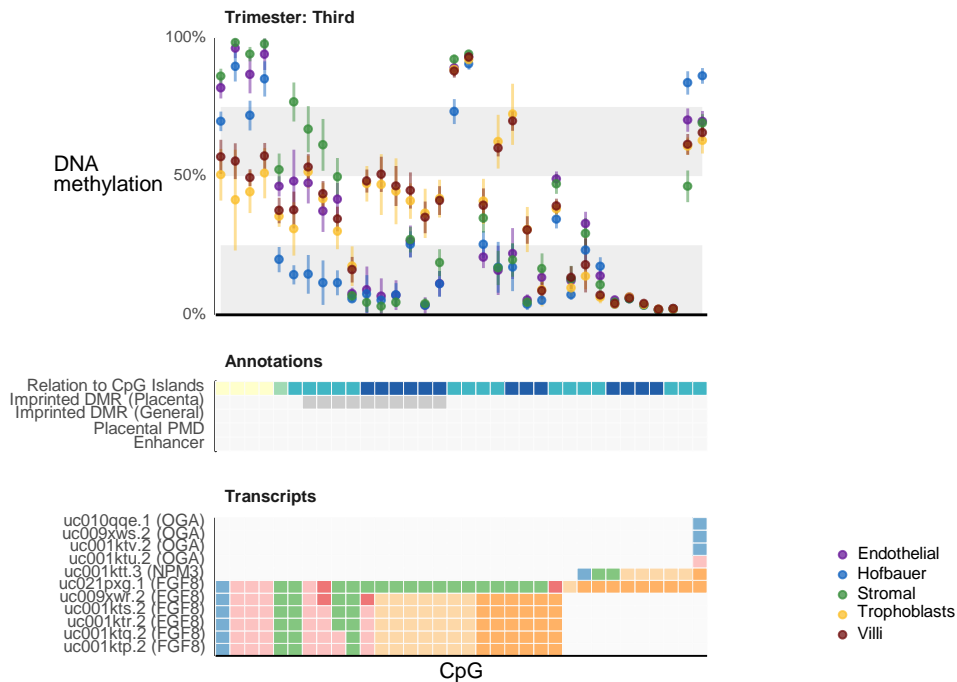 Trimester: Third
100%
50%
0%
DNA
methylation
Annotations
Relation to CpG Islands
Imprinted DMR (Placenta)
Imprinted DMR (General)
Placental PMD
Enhancer
Transcripts
uc010qqe.1 (OGA)
uc009xws.2 (OGA)
uc001ktv.2 (OGA)
uc001ktu.2 (OGA)
uc001ktt.3 (NPM3)
uc021pxg.1 (FGF8)
uc009xwr.2 (FGF8)
uc001kts.2 (FGF8)
uc001ktr.2 (FGF8)
uc001ktq.2 (FGF8)
uc001ktp.2 (FGF8)
CpG
Endothelial
Hofbauer
Stromal
Trophoblasts
Villi